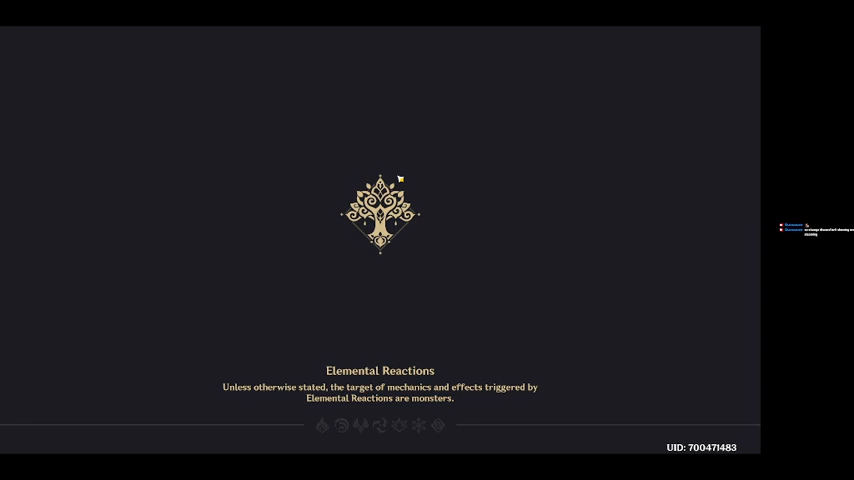 Elemental Reactions
Unless otherwise stated, the target of mechanics and effects triggered by
Elemental Reactions are monsters.
UID: 700471483